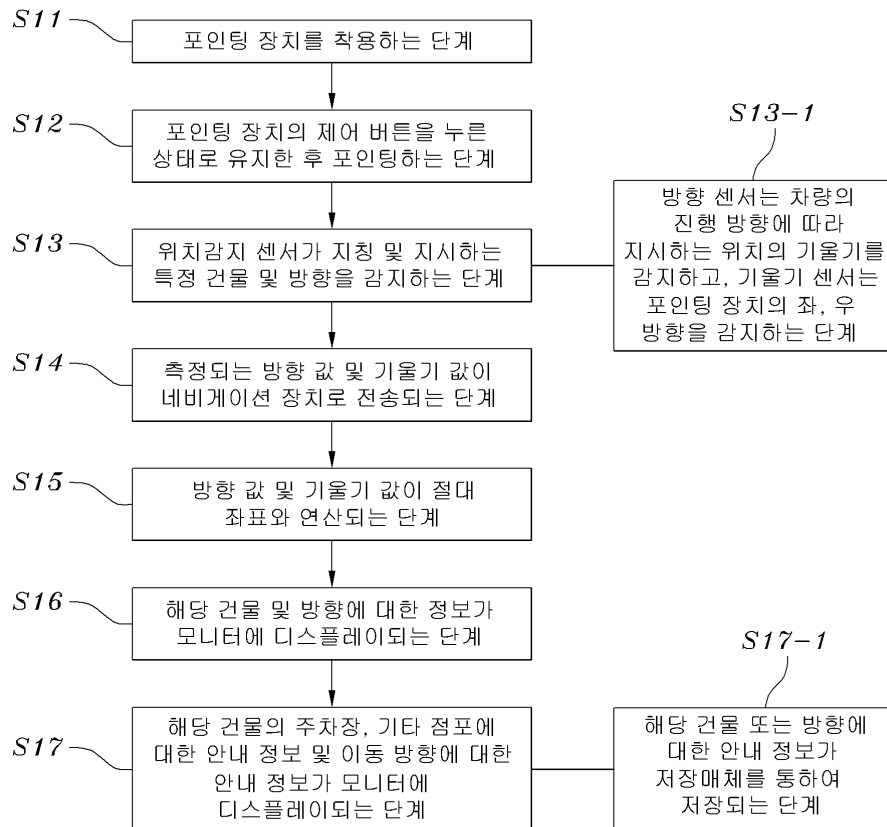 S11
포인팅 장치를 착용하는 단계
S12
포인팅 장치의 제어 버튼을 누른
상태로 유지한 후 포인팅하는 단계
S13
위치감지 센서가 지칭 및 지시하는
특정 건물 및 방향을 감지하는 단계
S13-1
방향 센서는 차량의
진행 방향에 따라
지시하는 위치의 기울기를
감지하고, 기울기 센서는
포인팅 장치의 좌, 우
방향을 감지하는 단계
S14
측정되는 방향 값 및 기울기 값이
네비게이션 장치로 전송되는 단계
S15
방향 값 및 기울기 값이 절대
좌표와 연산되는 단계
S16
해당 건물 및 방향에 대한 정보가
모니터에 디스플레이되는 단계
S17
해당 건물의 주차장, 기타 점포에
대한 안내 정보 및 이동 방향에 대한
안내 정보가 모니터에
디스플레이되는 단계
S17-1
해당 건물 또는 방향에
대한 안내 정보가
저장매체를 통하여
저장되는 단계